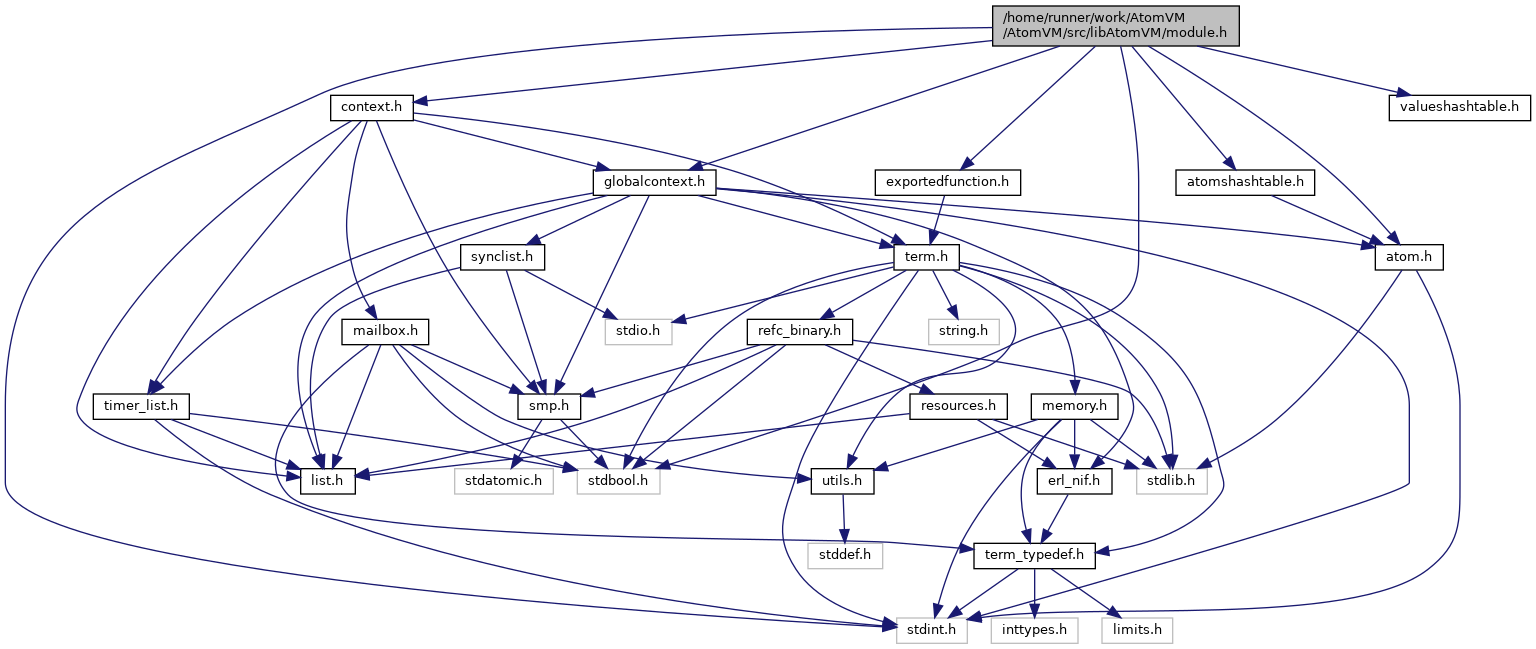 /home/runner/work/AtomVM
/AtomVM/src/libAtomVM/module.h
context.h
valueshashtable.h
globalcontext.h
exportedfunction.h
atomshashtable.h
synclist.h
term.h
atom.h
mailbox.h
stdio.h
refc_binary.h
string.h
timer_list.h
smp.h
resources.h
memory.h
list.h
stdatomic.h
stdbool.h
utils.h
erl_nif.h
stdlib.h
stddef.h
term_typedef.h
stdint.h
inttypes.h
limits.h